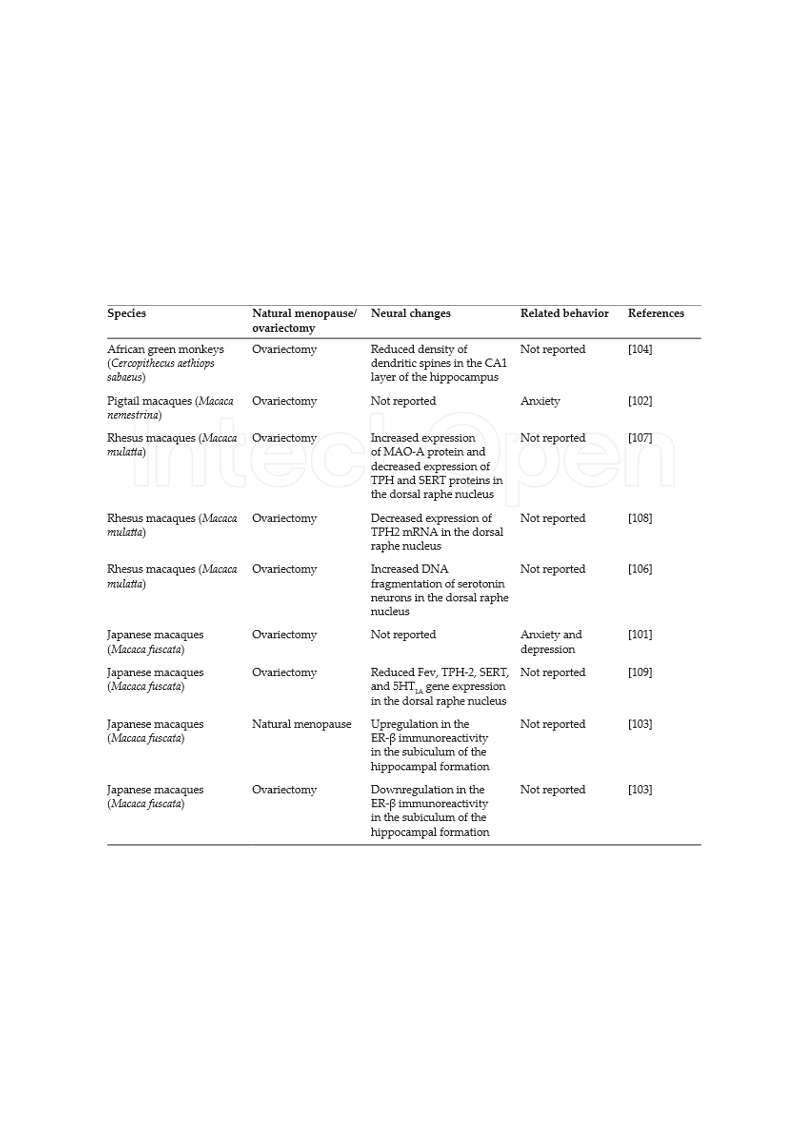 Species Natural menopause/ Neural changes Related behavior References
ovariectomy
African green monkeys Ovariectomy Reduced density of Not reported [104]
(Cercopithecus aethiops dendritic spines in the CA1
sabaeus) layer of the hippocampus
Pigtail macaques (Macaca Ovariectomy Not reported Anxiety [102]
nemestrina)
Rhesus macaques (Macaca Ovariectomy Increased expression Not reported [107]
mulatta) of MAO-A protein and
decreased expression of
TPH and SERT proteins in
the dorsal raphe nucleus
Rhesus macaques (Macaca Ovariectomy Decreased expression of Not reported [108]
mulatta) TPH2 mRNA in the dorsal
raphe nucleus
Rhesus macaques (Macaca Ovariectomy Increased DNA Not reported [106]
mulatta) fragmentation of serotonin
neurons in the dorsal raphe
nucleus
Japanese macaques Ovariectomy Not reported Anxiety and [101]
(Macaca fuscata) depression
Japanese macaques Ovariectomy Reduced Fev, TPH-2, SERT, Not reported [109]
(Macaca fuscata) and 5HT1A gene expression
in the dorsal raphe nucleus
Japanese macaques Natural menopause Upregulation in the Not reported [103]
(Macaca fuscata) ER-β immunoreactivity
in the subiculum of the
hippocampal formation
Japanese macaques Ovariectomy Downregulation in the Not reported [103]
(Macaca fuscata) ER-β immunoreactivity
in the subiculum of the
hippocampal formation
IntechOpen